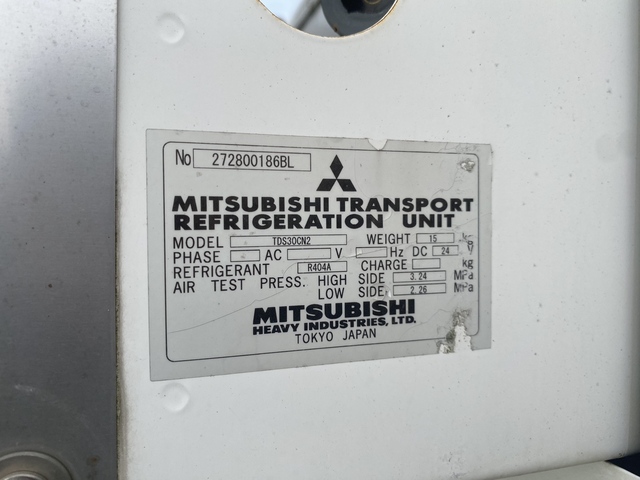 No 272800186BL
MITSUBISHI TRANSPORT
REFRIGERATION UNIT
MODEL TDS30CN2 WEIGHT 15 kg
PHASE AC V Hz DC 24 V
REFRIGERANT R404A CHARGE kg
AIR TEST PRESS. HIGH SIDE 3.24 MPa
LOW SIDE 2.26 MPa
MITSUBISHI
HEAVY INDUSTRIES, LTD.
TOKYO JAPAN